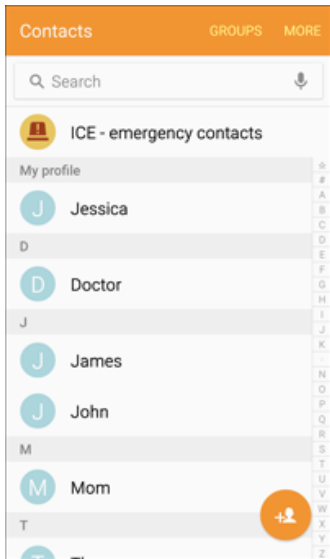 Contacts GROUPS MORE
Search
ICE - emergency contacts
My profile
J Jessica
D
D Doctor
J
J James
J John
M
M Mom
T
#
A
B
C
D
E
F
G
H
I
J
K
N
O
P
Q
R
S
T
U
V
W
X
Y